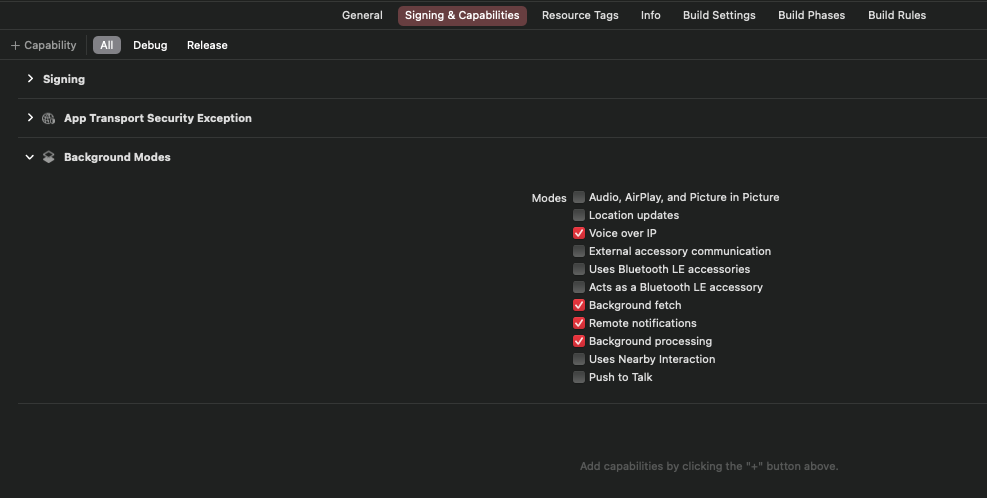 General Signing & Capabilities Resource Tags Info Build Settings Build Phases Build Rules
+ Capability All Debug Release
Signing
App Transport Security Exception
Background Modes
Modes Audio, AirPlay, and Picture in Picture
Location updates
Voice over IP
External accessory communication
Uses Bluetooth LE accessories
Acts as a Bluetooth LE accessory
Background fetch
Remote notifications
Background processing
Uses Nearby Interaction
Push to Talk
Add capabilities by clicking the "+" button above.